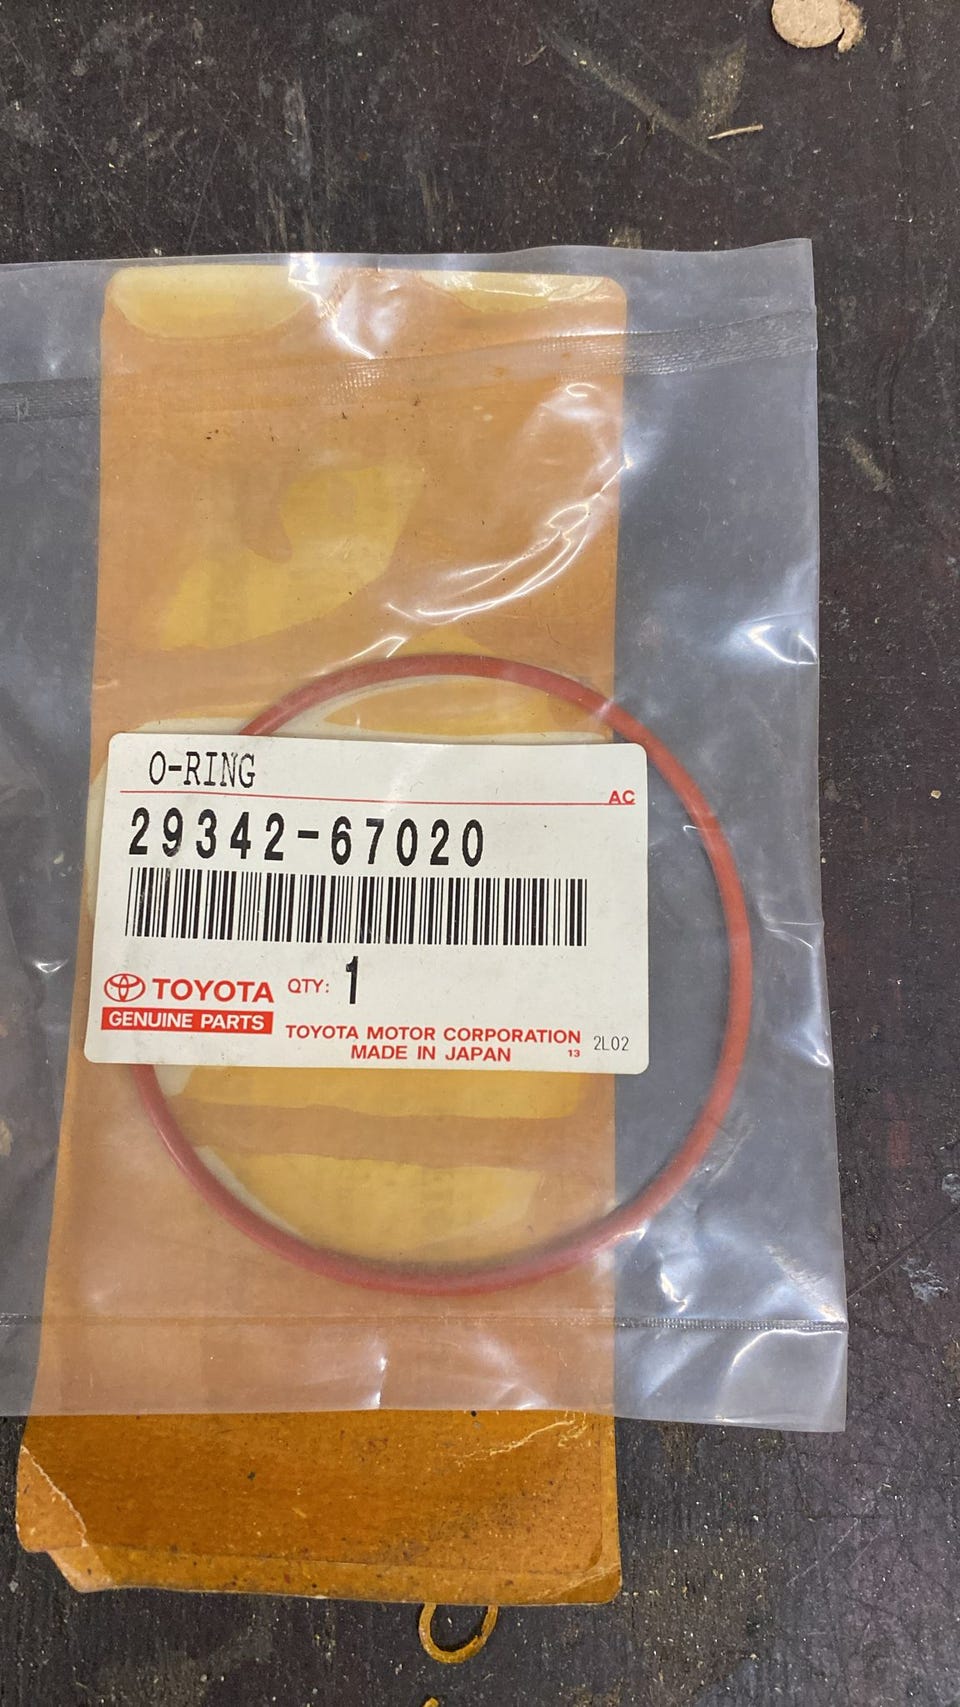 O-RING
AC
29342-67020
TOYOTA QTY: 1
GENUINE PARTS
TOYOTA MOTOR CORPORATION
MADE IN JAPAN 13 2L02